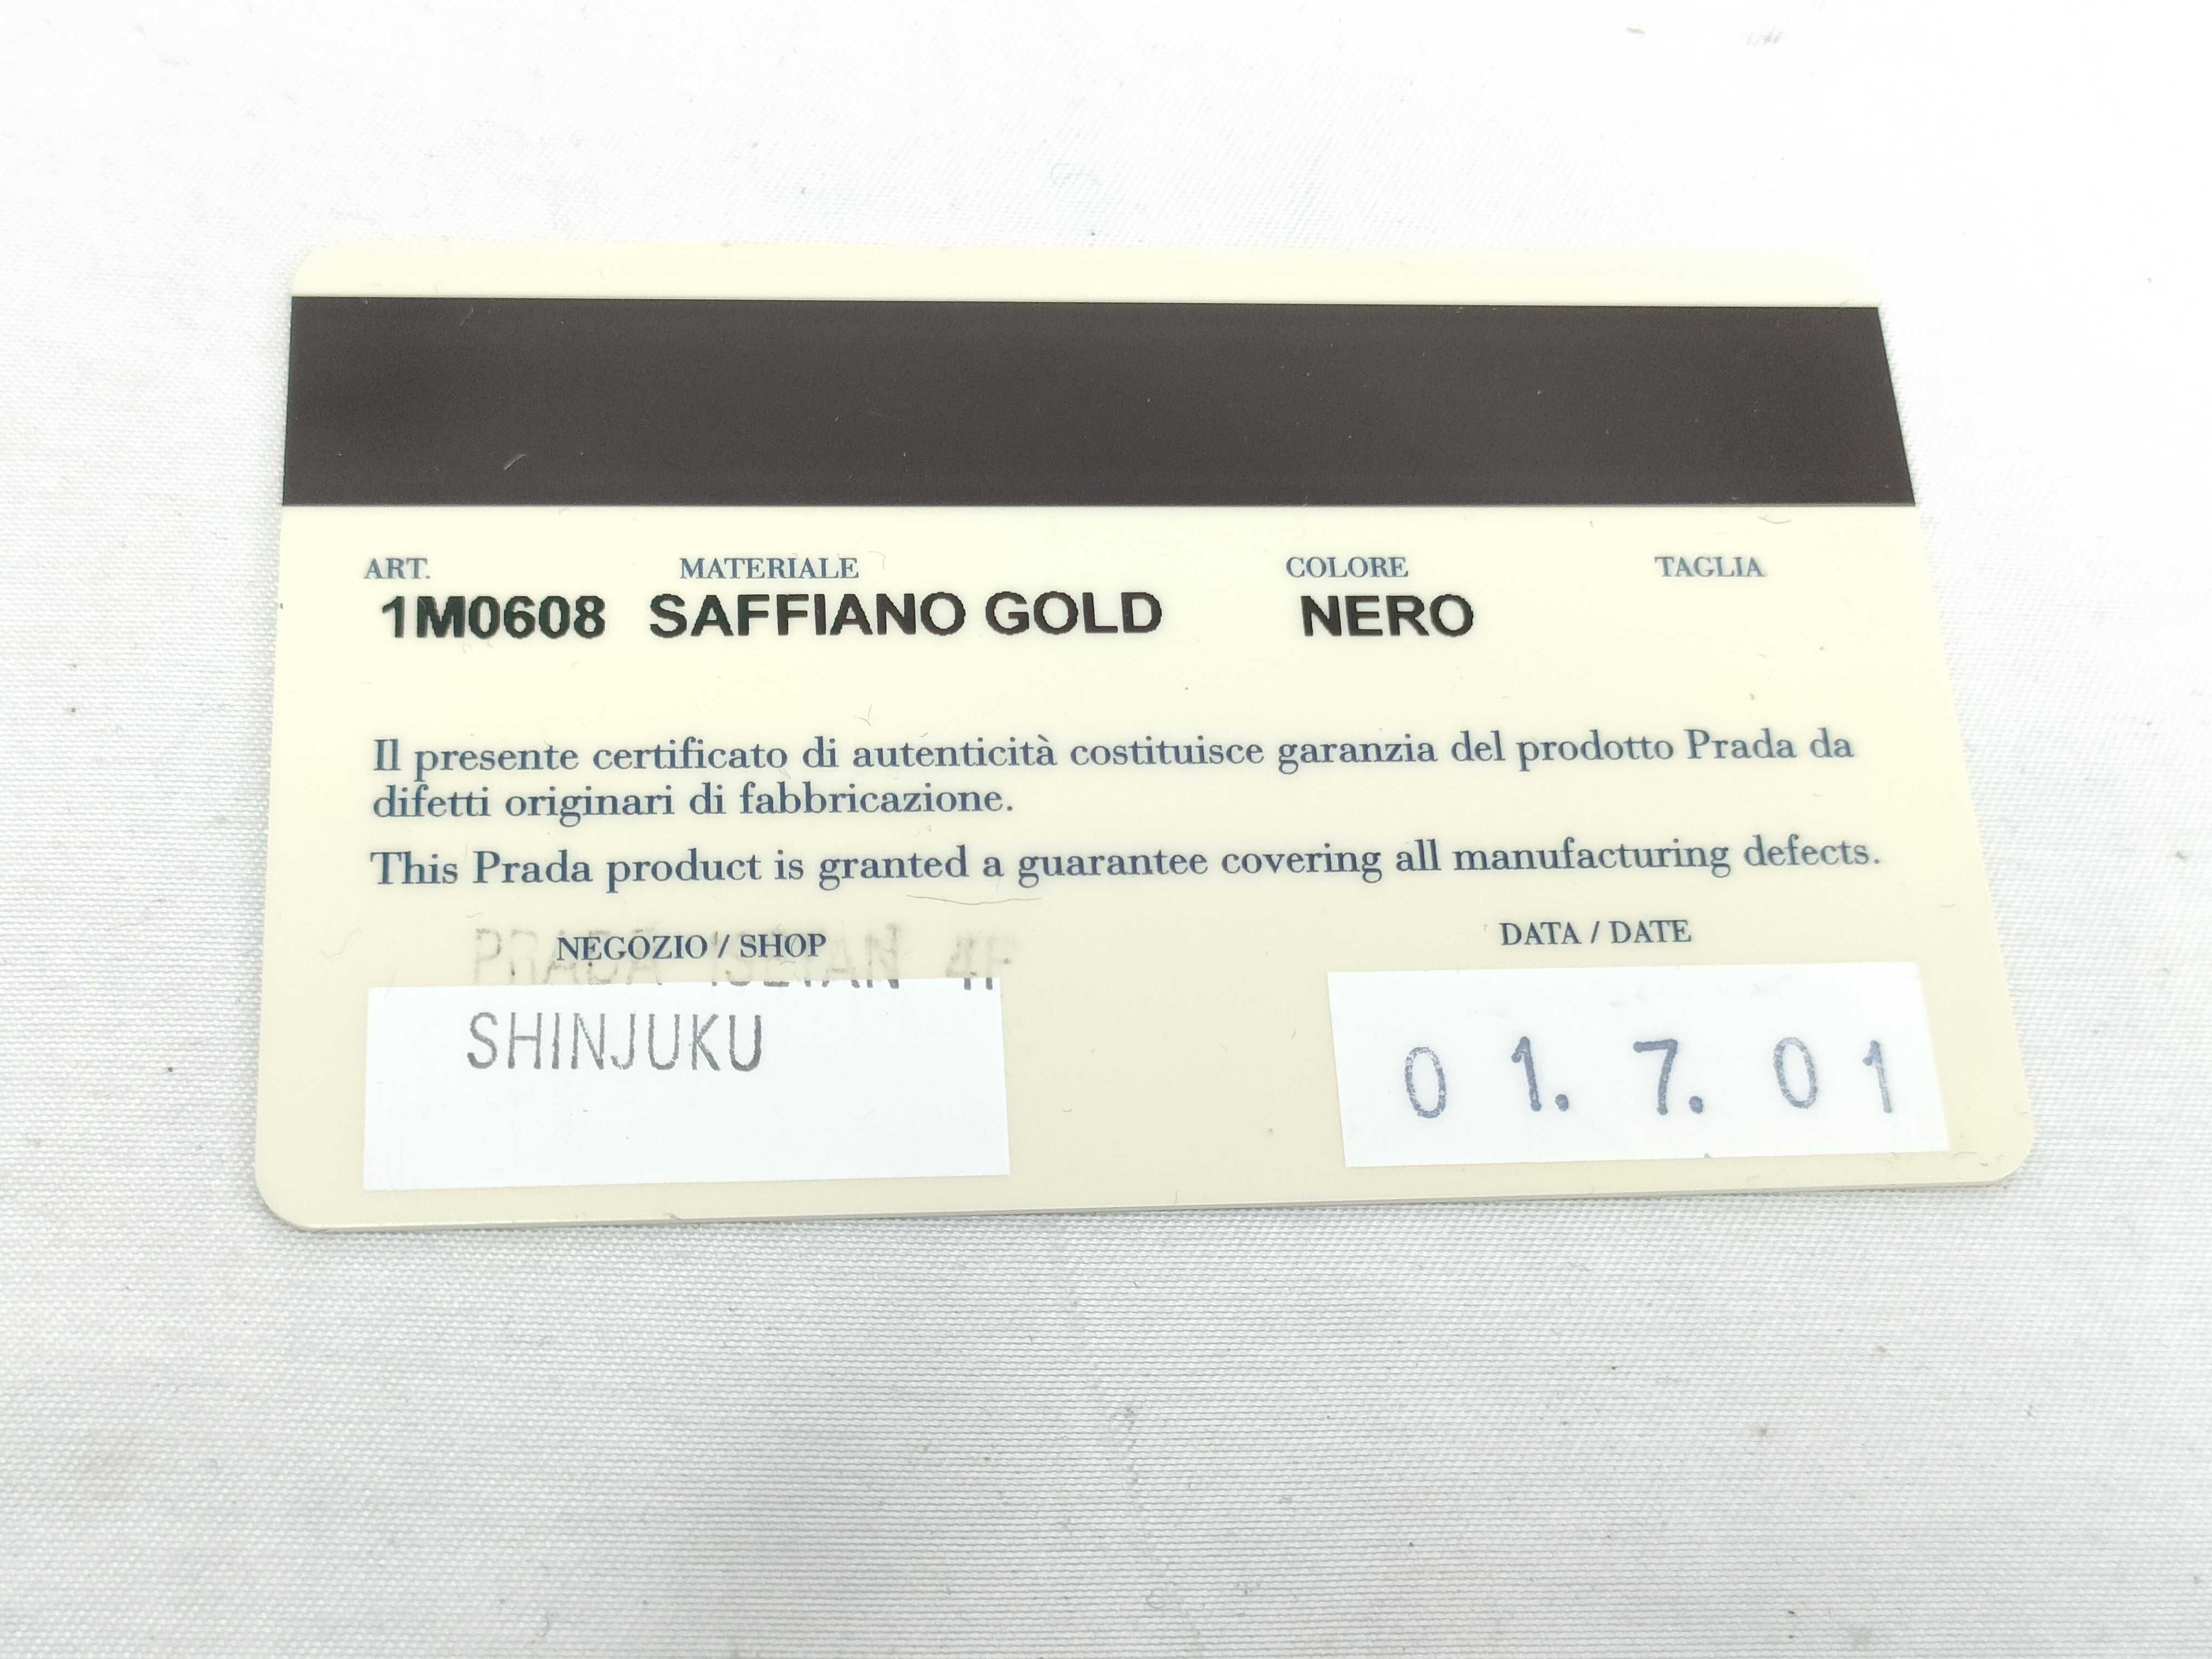 ART. MATERIALE COLORE TAGLIA
1M0608 SAFFIANO GOLD NERO
Il presente certificato di autenticità costituisce garanzia del prodotto Prada da
difetti originari di fabbricazione.
This Prada product is granted a guarantee covering all manufacturing defects.
NEGOZIO / SHOP DATA / DATE
PRADA ISETAN
SHINJUKU 01. 7. 01